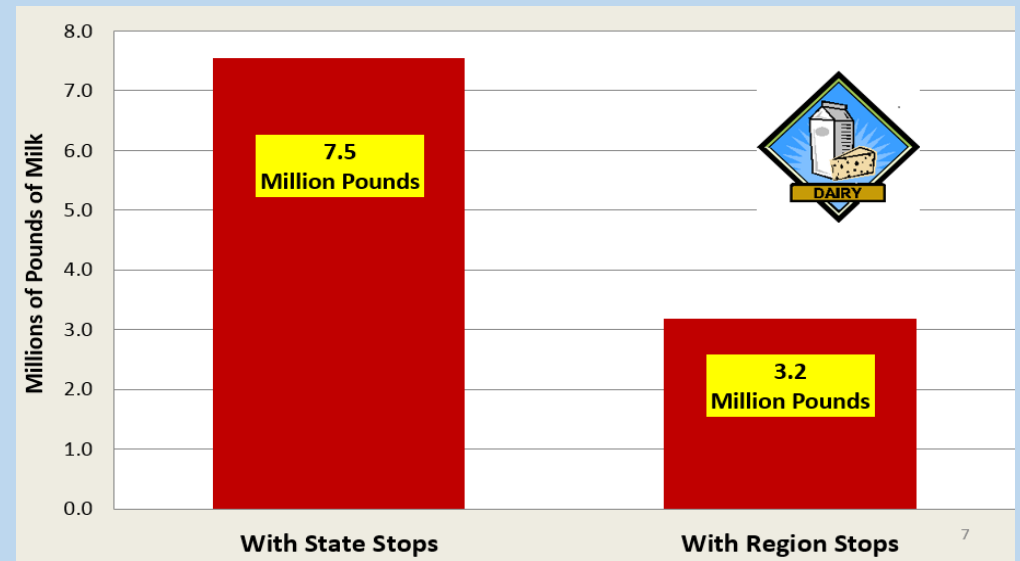 Millions of Pounds of Milk
8.0
7.0
6.0
5.0
4.0
3.0
2.0
1.0
0.0
7.5
Million Pounds
DAIRY
3.2
Million Pounds
With State Stops
With Region Stops
7